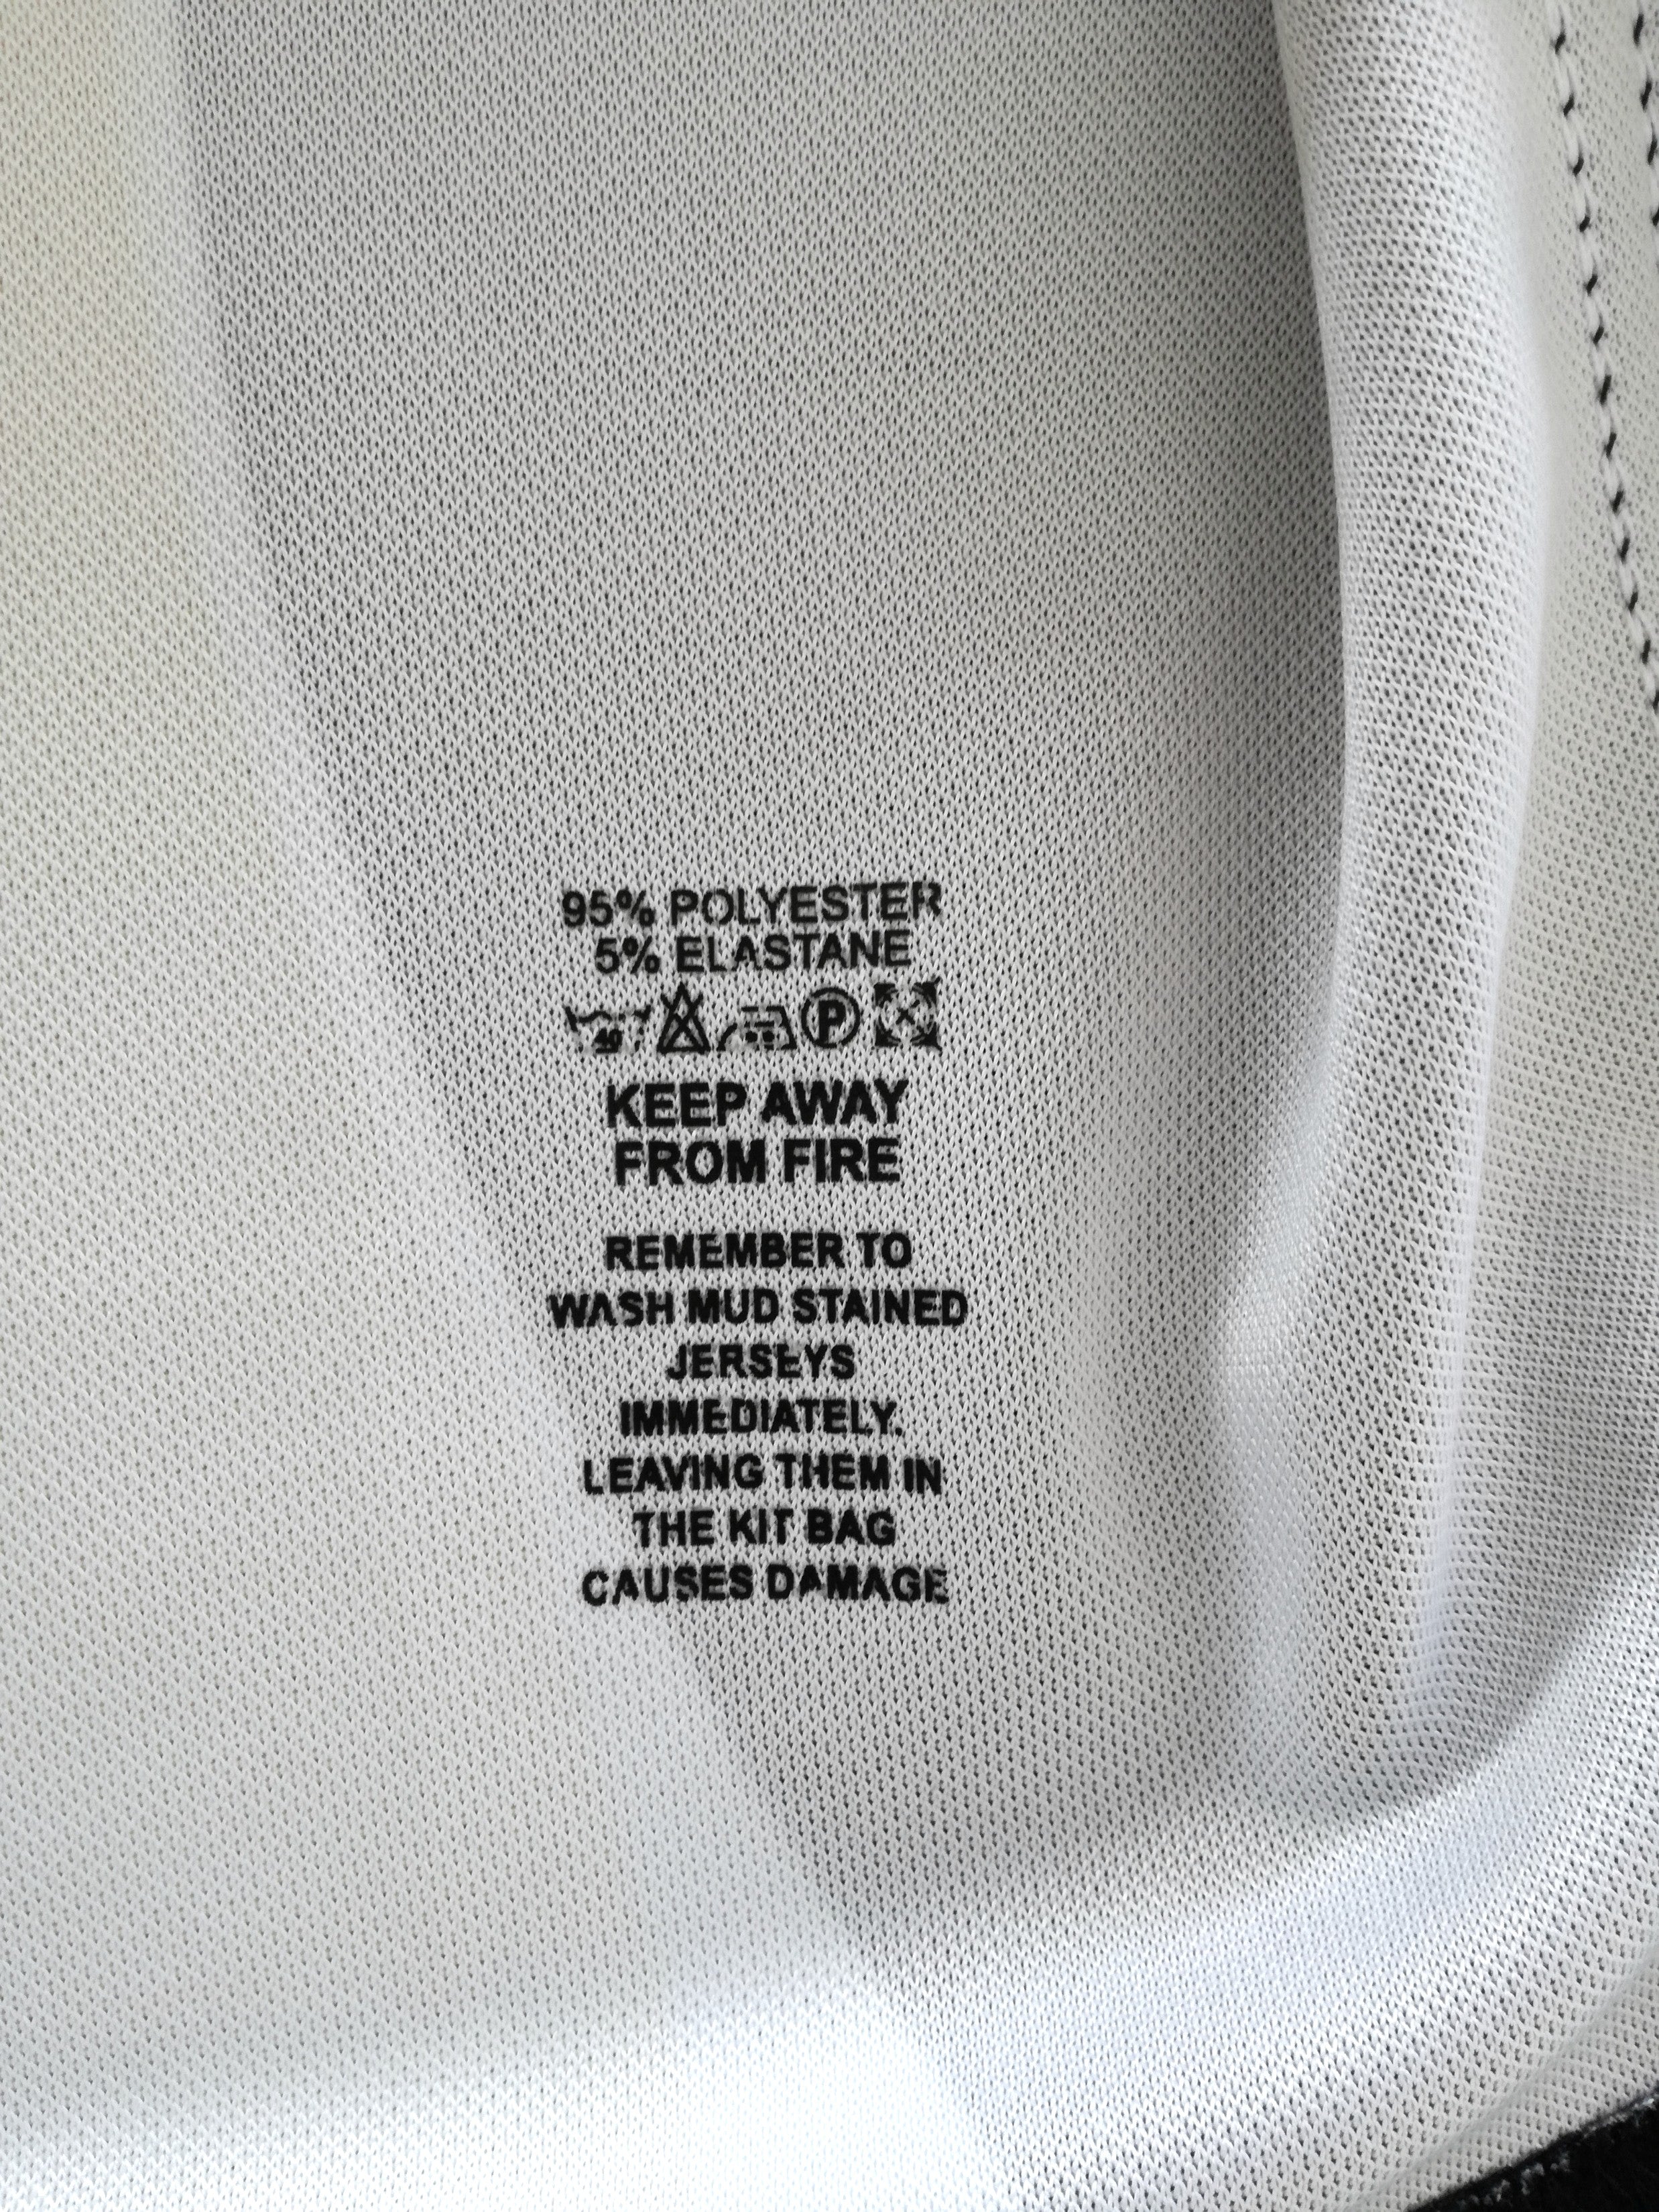 95% POLYESTER
5% ELASTANE
40 P
KEEP AWAY
FROM FIRE
REMEMBER TO
WASH MUD STAINED
JERSEYS
IMMEDIATELY.
LEAVING THEM IN
THE KIT BAG
CAUSES DAMAGE